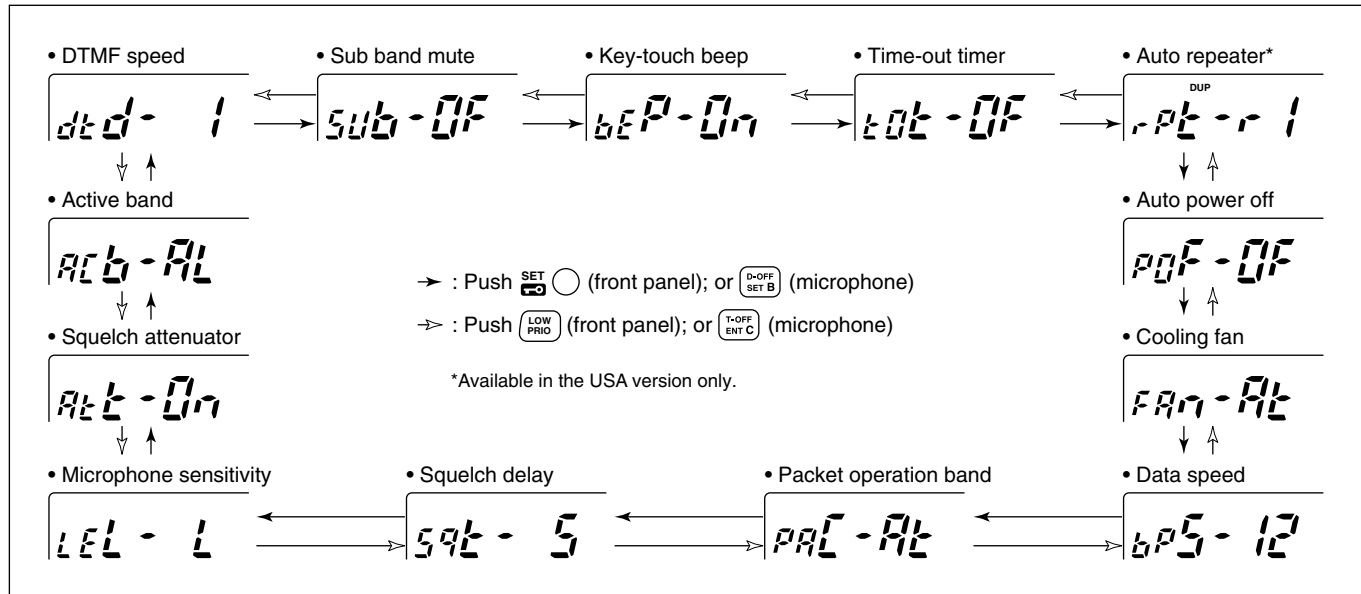 • DTMF speed
• Sub band mute
• Key-touch beep
• Time-out timer
• Auto repeater*
dtd- 1
SUb-OF
bEP-On
tOt-OF
DUP
rPt-r1
• Active band
• Auto power off
ACb-AL
POF-OF
: Push SET (front panel); or D-OFF SET B (microphone)
: Push LOW PRIO (front panel); or T-OFF ENT C (microphone)
*Available in the USA version only.
• Squelch attenuator
• Cooling fan
Att-On
FAn-At
• Microphone sensitivity
• Squelch delay
• Packet operation band
• Data speed
LEL- L
Sqt- S
PAC-At
bPS-12